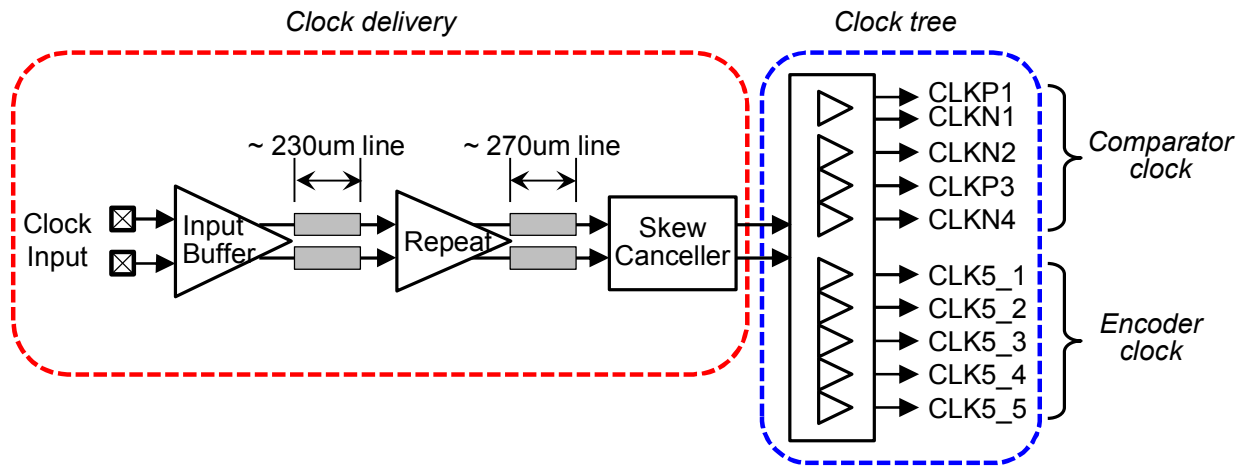 Clock delivery
Clock tree
~ 230um line
~ 270um line
Clock
Input
Input
Buffer
Repeat
Skew
Canceller
CLKP1
CLKN1
CLKN2
CLKP3
CLKN4
Comparator
clock
CLK5_1
CLK5_2
CLK5_3
CLK5_4
CLK5_5
Encoder
clock